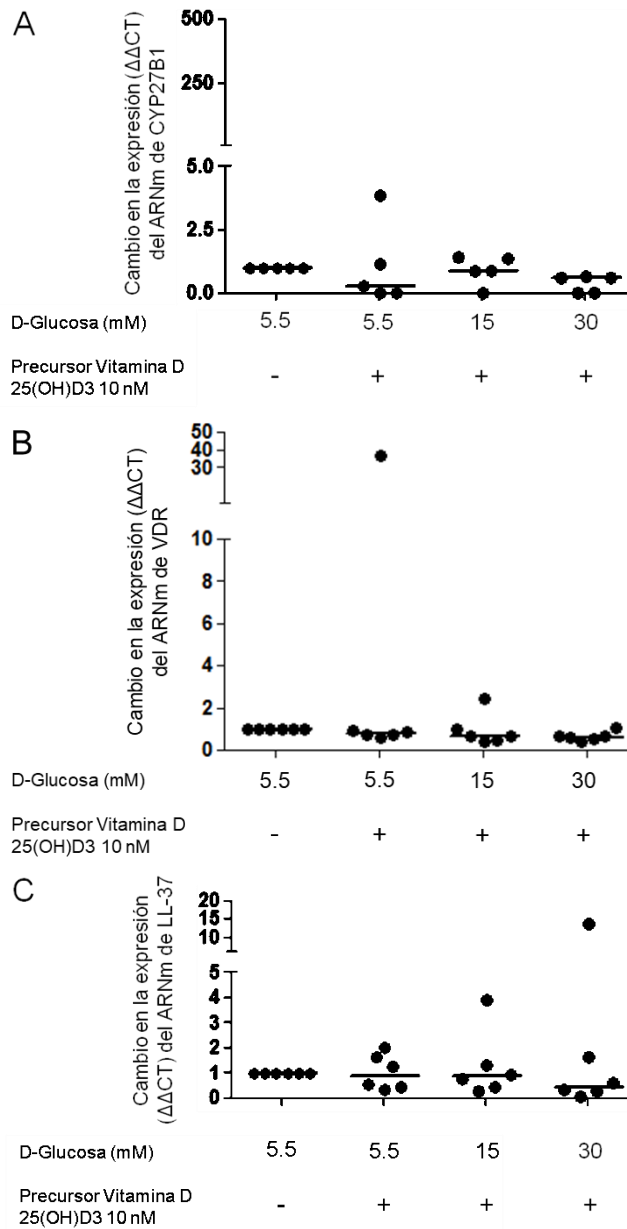 A
Cambio en la expresión (ΔΔCT)
del ARNm de CYP27B1
500
250
5.0
2.5
0.0
D-Glucosa (mM) 5.5 5.5 15 30
Precursor Vitamina D
25(OH)D3 10 nM - + + +
B
Cambio en la expresión (ΔΔCT)
del ARNm de VDR
50
40
30
10
8
6
4
2
0
D-Glucosa (mM) 5.5 5.5 15 30
Precursor Vitamina D
25(OH)D3 10 nM - + + +
C
Cambio en la expresión
(ΔΔCT) del ARNm de LL-37
20
15
10
5
4
3
2
1
0
D-Glucosa (mM) 5.5 5.5 15 30
Precursor Vitamina D
25(OH)D3 10 nM - + + +